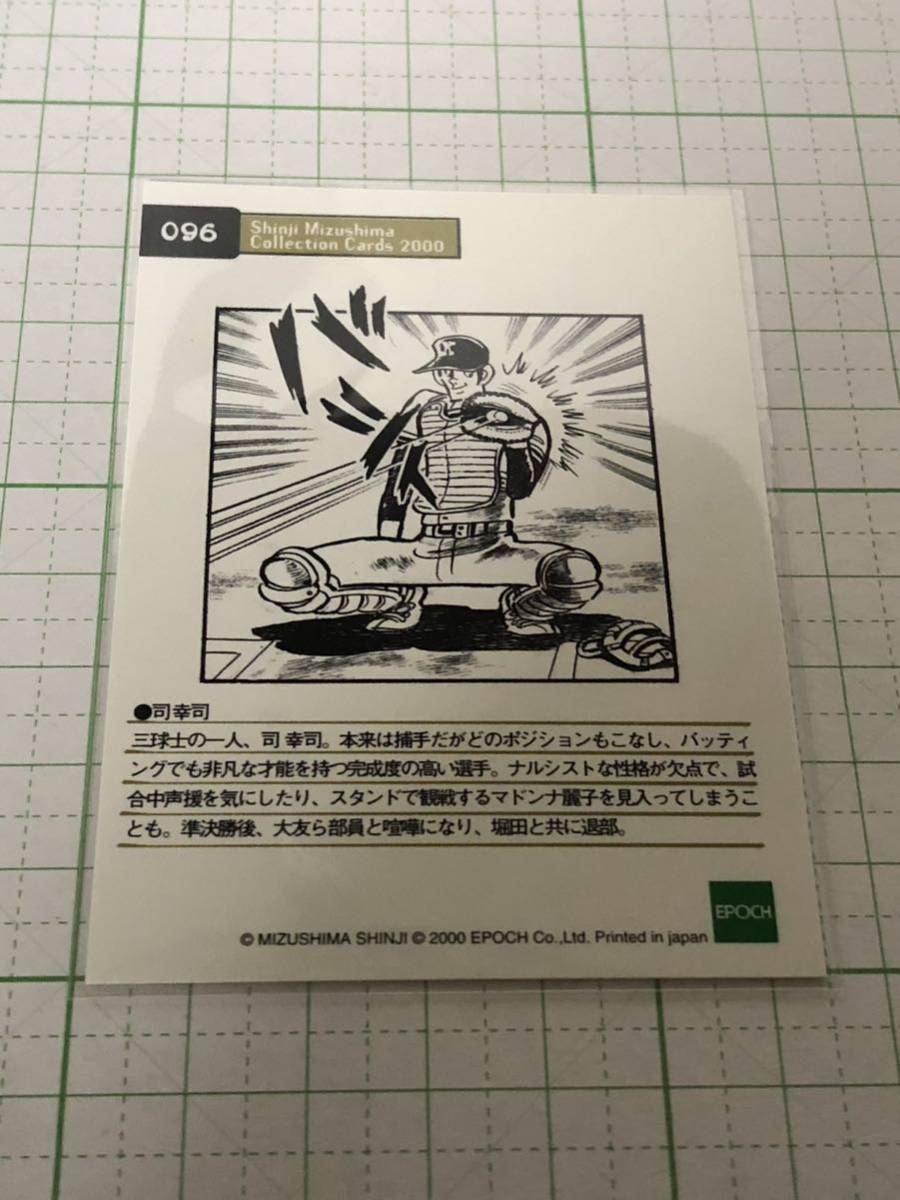 096
Shinji Mizushima
Collection Cards 2000
●司幸司
三球士の一人、司 幸司。本来は捕手だがどのポジションもこなし、バッティ
ングでも非凡な才能を持つ完成度の高い選手。ナルシストな性格が欠点で、試
合中声援を気にしたり、スタンドで観戦するマドンナ麗子を見入ってしまうこ
とも。準決勝後、大友ら部員と喧嘩になり、堀田と共に退部。
EPOCH
© MIZUSHIMA SHINJI © 2000 EPOCH Co.,Ltd. Printed in japan